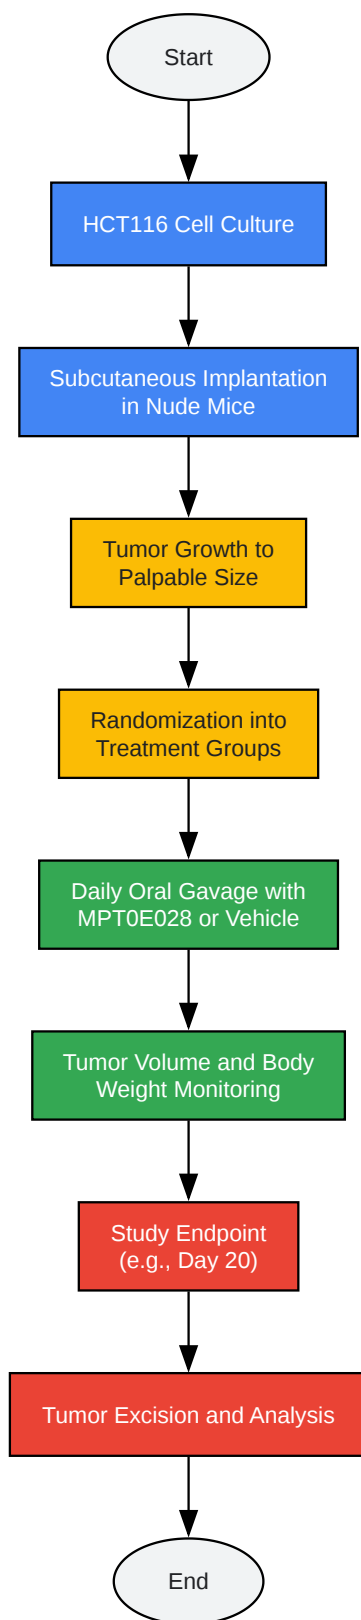 Start
HCT116 Cell Culture
Subcutaneous Implantation
in Nude Mice
Tumor Growth to
Palpable Size
Randomization into
Treatment Groups
Daily Oral Gavage with
MPT0E028 or Vehicle
Tumor Volume and Body
Weight Monitoring
Study Endpoint
(e.g., Day 20)
Tumor Excision and Analysis
End